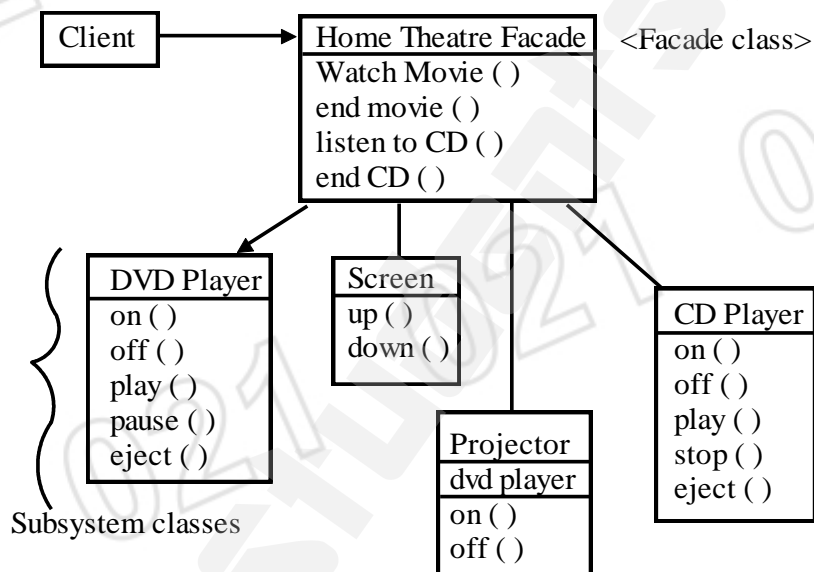 Client
Home Theatre Facade
<Facade class>
Watch Movie ( )
end movie ( )
listen to CD ( )
end CD ( )
DVD Player
on ( )
off ( )
play ( )
pause ( )
eject ( )
Screen
up ( )
down ( )
Projector
dvd player
on ( )
off ( )
CD Player
on ( )
off ( )
play ( )
stop ( )
eject ( )
Subsystem classes
021
021